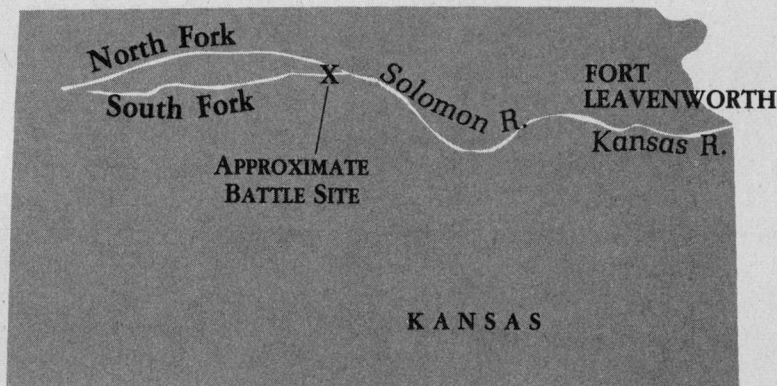 North Fork
South Fork
X
Solomon R.
FORT
LEAVENWORTH
Kansas R.
APPROXIMATE
BATTLE SITE
KANSAS